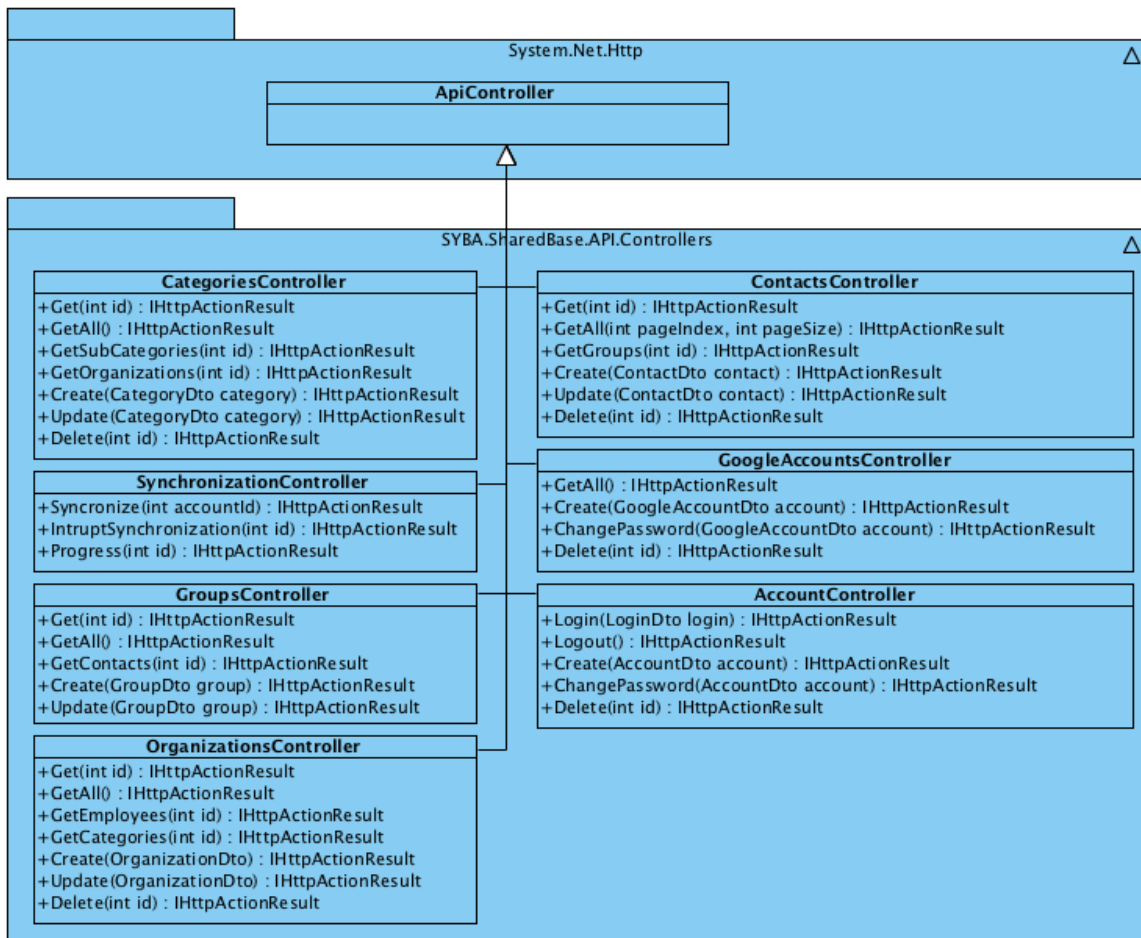 System.Net.Http
ApiController
SYBA.SharedBase.API.Controllers
CategoriesController
+Get(int id) : IHttpActionResult
+GetAll() : IHttpActionResult
+GetSubCategories(int id) : IHttpActionResult
+GetOrganizations(int id) : IHttpActionResult
+Create(CategoryDto category) : IHttpActionResult
+Update(CategoryDto category) : IHttpActionResult
+Delete(int id) : IHttpActionResult
ContactsController
+Get(int id) : IHttpActionResult
+GetAll(int pageIndex, int pageSize) : IHttpActionResult
+GetGroups(int id) : IHttpActionResult
+Create(ContactDto contact) : IHttpActionResult
+Update(ContactDto contact) : IHttpActionResult
+Delete(int id) : IHttpActionResult
SynchronizationController
+Syncronize(int accountId) : IHttpActionResult
+IntruptSynchronization(int id) : IHttpActionResult
+Progress(int id) : IHttpActionResult
GoogleAccountsController
+GetAll() : IHttpActionResult
+Create(GoogleAccountDto account) : IHttpActionResult
+ChangePassword(GoogleAccountDto account) : IHttpActionResult
+Delete(int id) : IHttpActionResult
GroupsController
+Get(int id) : IHttpActionResult
+GetAll() : IHttpActionResult
+GetContacts(int id) : IHttpActionResult
+Create(GroupDto group) : IHttpActionResult
+Update(GroupDto group) : IHttpActionResult
AccountController
+Login(LoginDto login) : IHttpActionResult
+Logout() : IHttpActionResult
+Create(AccountDto account) : IHttpActionResult
+ChangePassword(AccountDto account) : IHttpActionResult
+Delete(int id) : IHttpActionResult
OrganizationsController
+Get(int id) : IHttpActionResult
+GetAll() : IHttpActionResult
+GetEmployees(int id) : IHttpActionResult
+GetCategories(int id) : IHttpActionResult
+Create(OrganizationDto) : IHttpActionResult
+Update(OrganizationDto) : IHttpActionResult
+Delete(int id) : IHttpActionResult